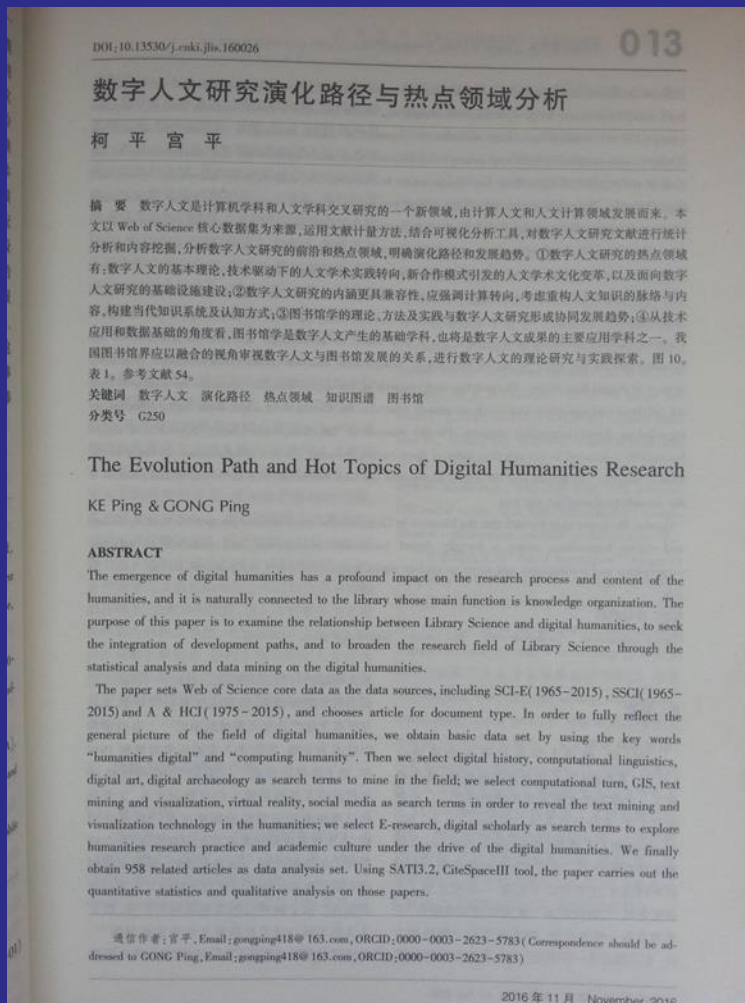 DOI:10.13530/j.cnki.jlis.160026
013
数字人文研究演化路径与热点领域分析
柯 平 宫 平
摘 要 数字人文是计算机学科和人文学科交叉研究的一个新领域,由计算人文和人文计算领域发展而来。本
文以 Web of Science 核心数据集为来源,运用文献计量方法,结合可视化分析工具,对数字人文研究文献进行统计
分析和内容挖掘,分析数字人文研究的前沿和热点领域,明确演化路径和发展趋势。①数字人文研究的热点领域
有:数字人文的基本理论,技术驱动下的人文学术实践转向,新合作模式引发的人文学术文化变革,以及面向数字
人文研究的基础设施建设;②数字人文研究的内涵更具兼容性,应强调计算转向,考虑重构人文知识的脉络与内
容,构建当代知识系统及认知方式;③图书馆学的理论、方法及实践与数字人文研究形成协同发展趋势;④从技术
应用和数据基础的角度看,图书馆学是数字人文产生的基础学科,也将是数字人文成果的主要应用学科之一。我
国图书馆界应以融合的视角审视数字人文与图书馆发展的关系,进行数字人文的理论研究与实践探索。图 10。
表 1。参考文献 54。
关键词 数字人文 演化路径 热点领域 知识图谱 图书馆
分类号 G250
The Evolution Path and Hot Topics of Digital Humanities Research
KE Ping & GONG Ping
ABSTRACT
The emergence of digital humanities has a profound impact on the research process and content of the
humanities, and it is naturally connected to the library whose main function is knowledge organization. The
purpose of this paper is to examine the relationship between Library Science and digital humanities, to seek
the integration of development paths, and to broaden the research field of Library Science through the
statistical analysis and data mining on the digital humanities.
The paper sets Web of Science core data as the data sources, including SCI-E(1965-2015), SSCI(1965-
2015) and A & HCI(1975-2015), and chooses article for document type. In order to fully reflect the
general picture of the field of digital humanities, we obtain basic data set by using the key words
“humanities digital” and “computing humanity”. Then we select digital history, computational linguistics,
digital art, digital archaeology as search terms to mine in the field; we select computational turn, GIS, text
mining and visualization, virtual reality, social media as search terms in order to reveal the text mining and
visualization technology in the humanities; we select E-research, digital scholarly as search terms to explore
humanities research practice and academic culture under the drive of the digital humanities. We finally
obtain 958 related articles as data analysis set. Using SATI3.2, CiteSpaceIII tool, the paper carries out the
quantitative statistics and qualitative analysis on those papers.
通信作者:宫平,Email:gongping418@163.com,ORCID:0000-0003-2623-5783(Correspondence should be ad-
dressed to GONG Ping,Email:gongping418@163.com,ORCID:0000-0003-2623-5783)
2016 年 11 月 November 2016